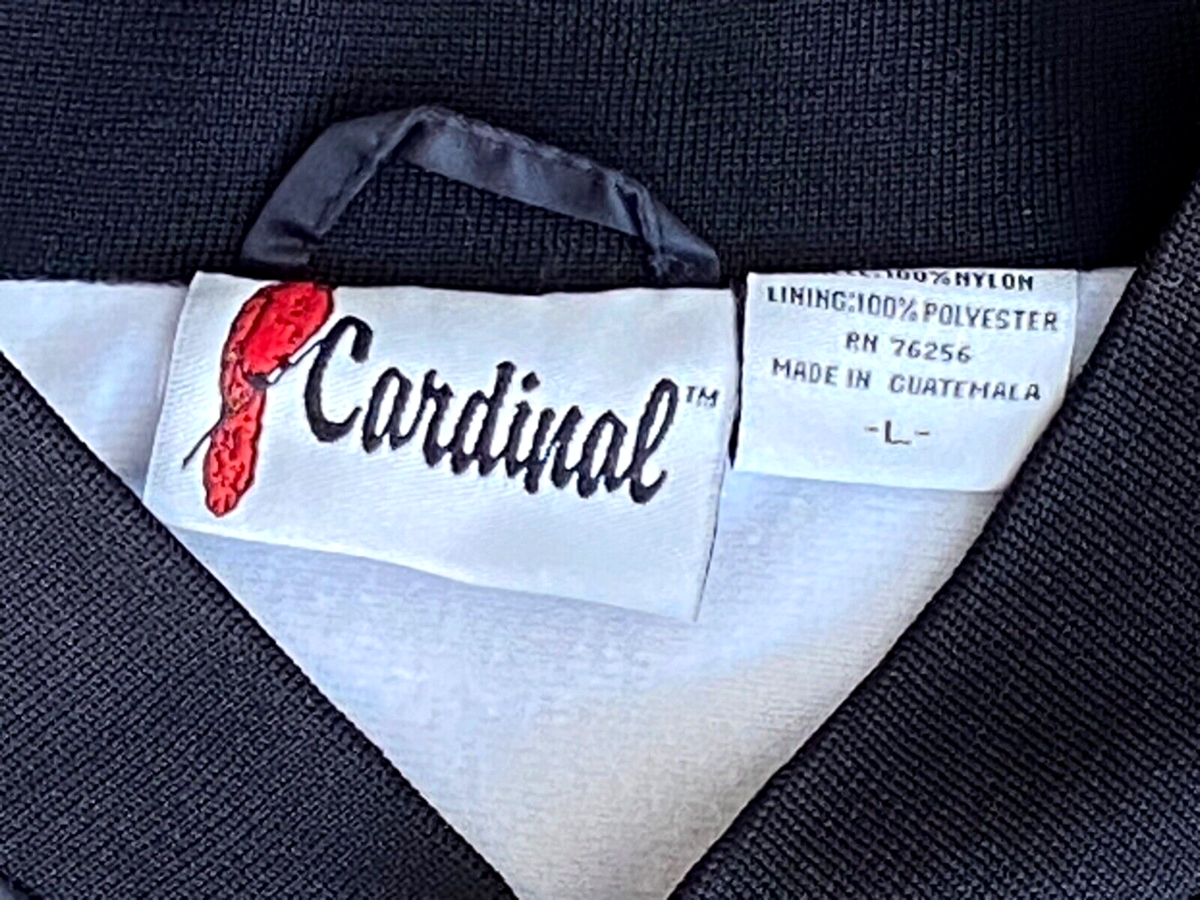 Cardinal™
100% NYLON
LINING:100% POLYESTER
RN 76256
MADE IN GUATEMALA
-L-